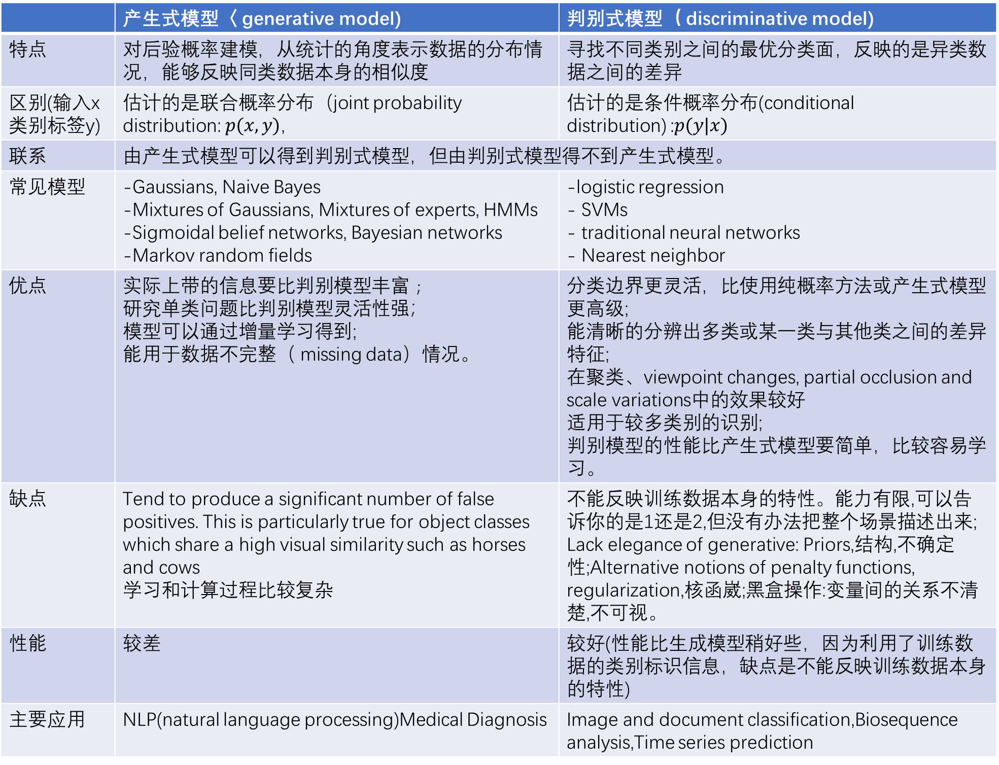 产生式模型〈 generative model)
判别式模型（ discriminative model)
特点
对后验概率建模，从统计的角度表示数据的分布情
况，能够反映同类数据本身的相似度
寻找不同类别之间的最优分类面，反映的是异类数
据之间的差异
区别(输入x
类别标签y)
估计的是联合概率分布（joint probability
distribution: p(x, y),
估计的是条件概率分布(conditional
distribution) :p(y|x)
联系
由产生式模型可以得到判别式模型，但由判别式模型得不到产生式模型。
常见模型
-Gaussians, Naive Bayes
-Mixtures of Gaussians, Mixtures of experts, HMMs
-Sigmoidal belief networks, Bayesian networks
-Markov random fields
-logistic regression
- SVMs
- traditional neural networks
- Nearest neighbor
优点
实际上带的信息要比判别模型丰富；
研究单类问题比判别模型灵活性强；
模型可以通过增量学习得到;
能用于数据不完整（ missing data）情况。
分类边界更灵活，比使用纯概率方法或产生式模型
更高级;
能清晰的分辨出多类或某一类与其他类之间的差异
特征;
在聚类、viewpoint changes, partial occlusion and
scale variations中的效果较好
适用于较多类别的识别;
判别模型的性能比产生式模型要简单，比较容易学
习。
缺点
Tend to produce a significant number of false
positives. This is particularly true for object classes
which share a high visual similarity such as horses
and cows
学习和计算过程比较复杂
不能反映训练数据本身的特性。能力有限,可以告
诉你的是1还是2,但没有办法把整个场景描述出来;
Lack elegance of generative: Priors,结构,不确定
性;Alternative notions of penalty functions,
regularization,核函崴;黑盒操作:变量间的关系不清
楚,不可视。
性能
较差
较好(性能比生成模型稍好些，因为利用了训练数
据的类别标识信息，缺点是不能反映训练数据本身
的特性)
主要应用
NLP(natural language processing)Medical Diagnosis
Image and document classification,Biosequence
analysis,Time series prediction